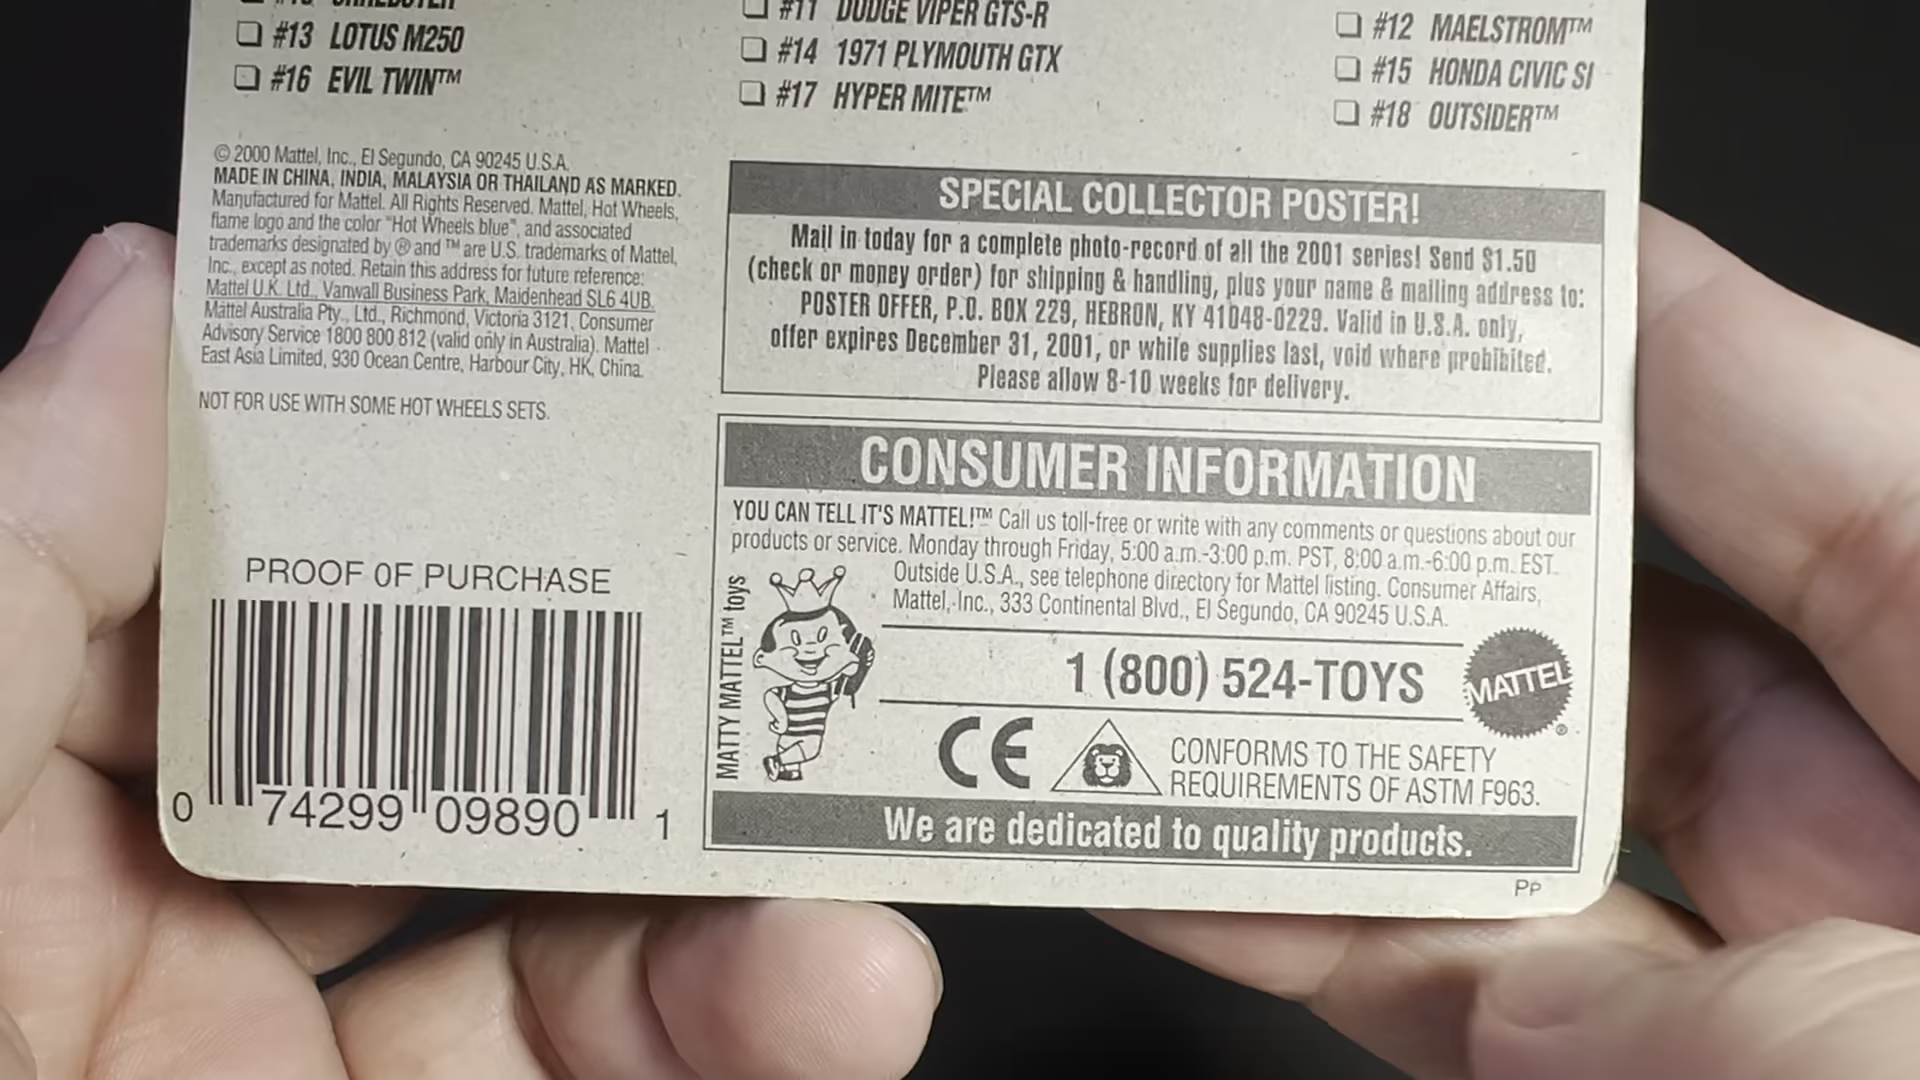 #11 DODGE VIPER GTS-R
#12 MAELSTROM™
#13 LOTUS M250
#14 1971 PLYMOUTH GTX
#15 HONDA CIVIC SI
#16 EVIL TWIN™
#17 HYPER MITE™
#18 OUTSIDER™
© 2000 Mattel, Inc., El Segundo, CA 90245 U.S.A.
MADE IN CHINA, INDIA, MALAYSIA OR THAILAND AS MARKED.
Manufactured for Mattel. All Rights Reserved. Mattel, Hot Wheels,
flame logo and the color "Hot Wheels blue", and associated
trademarks designated by ® and ™ are U.S. trademarks of Mattel,
Inc., except as noted. Retain this address for future reference:
Mattel U.K. Ltd., Vanwall Business Park, Maidenhead SL6 4UB.
Mattel Australia Pty., Ltd., Richmond, Victoria 3121, Consumer
Advisory Service 1800 800 812 (valid only in Australia). Mattel
East Asia Limited, 930 Ocean Centre, Harbour City, HK, China.
NOT FOR USE WITH SOME HOT WHEELS SETS.
PROOF OF PURCHASE
0 74299 09890 1
SPECIAL COLLECTOR POSTER!
Mail in today for a complete photo-record of all the 2001 series! Send $1.50
(check or money order) for shipping & handling, plus your name & mailing address to:
POSTER OFFER, P.O. BOX 229, HEBRON, KY 41048-0229. Valid in U.S.A. only,
offer expires December 31, 2001, or while supplies last, void where prohibited.
Please allow 8-10 weeks for delivery.
CONSUMER INFORMATION
YOU CAN TELL IT'S MATTEL!™ Call us toll-free or write with any comments or questions about our
products or service. Monday through Friday, 5:00 a.m.-3:00 p.m. PST, 8:00 a.m.-6:00 p.m. EST.
Outside U.S.A., see telephone directory for Mattel listing. Consumer Affairs,
Mattel, Inc., 333 Continental Blvd., El Segundo, CA 90245 U.S.A.
MATTY MATTEL™ toys
1 (800) 524-TOYS
MATTEL®
CE
CONFORMS TO THE SAFETY
REQUIREMENTS OF ASTM F963.
We are dedicated to quality products.
PP